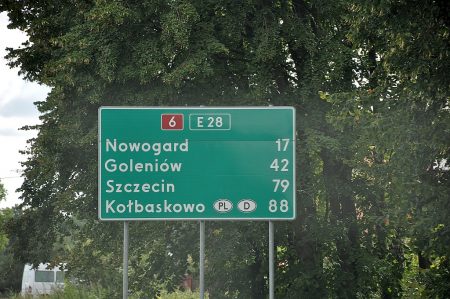 6 E 28
Nowogard 17
Goleniów 42
Szczecin 79
Kołbaskowo PL D 88